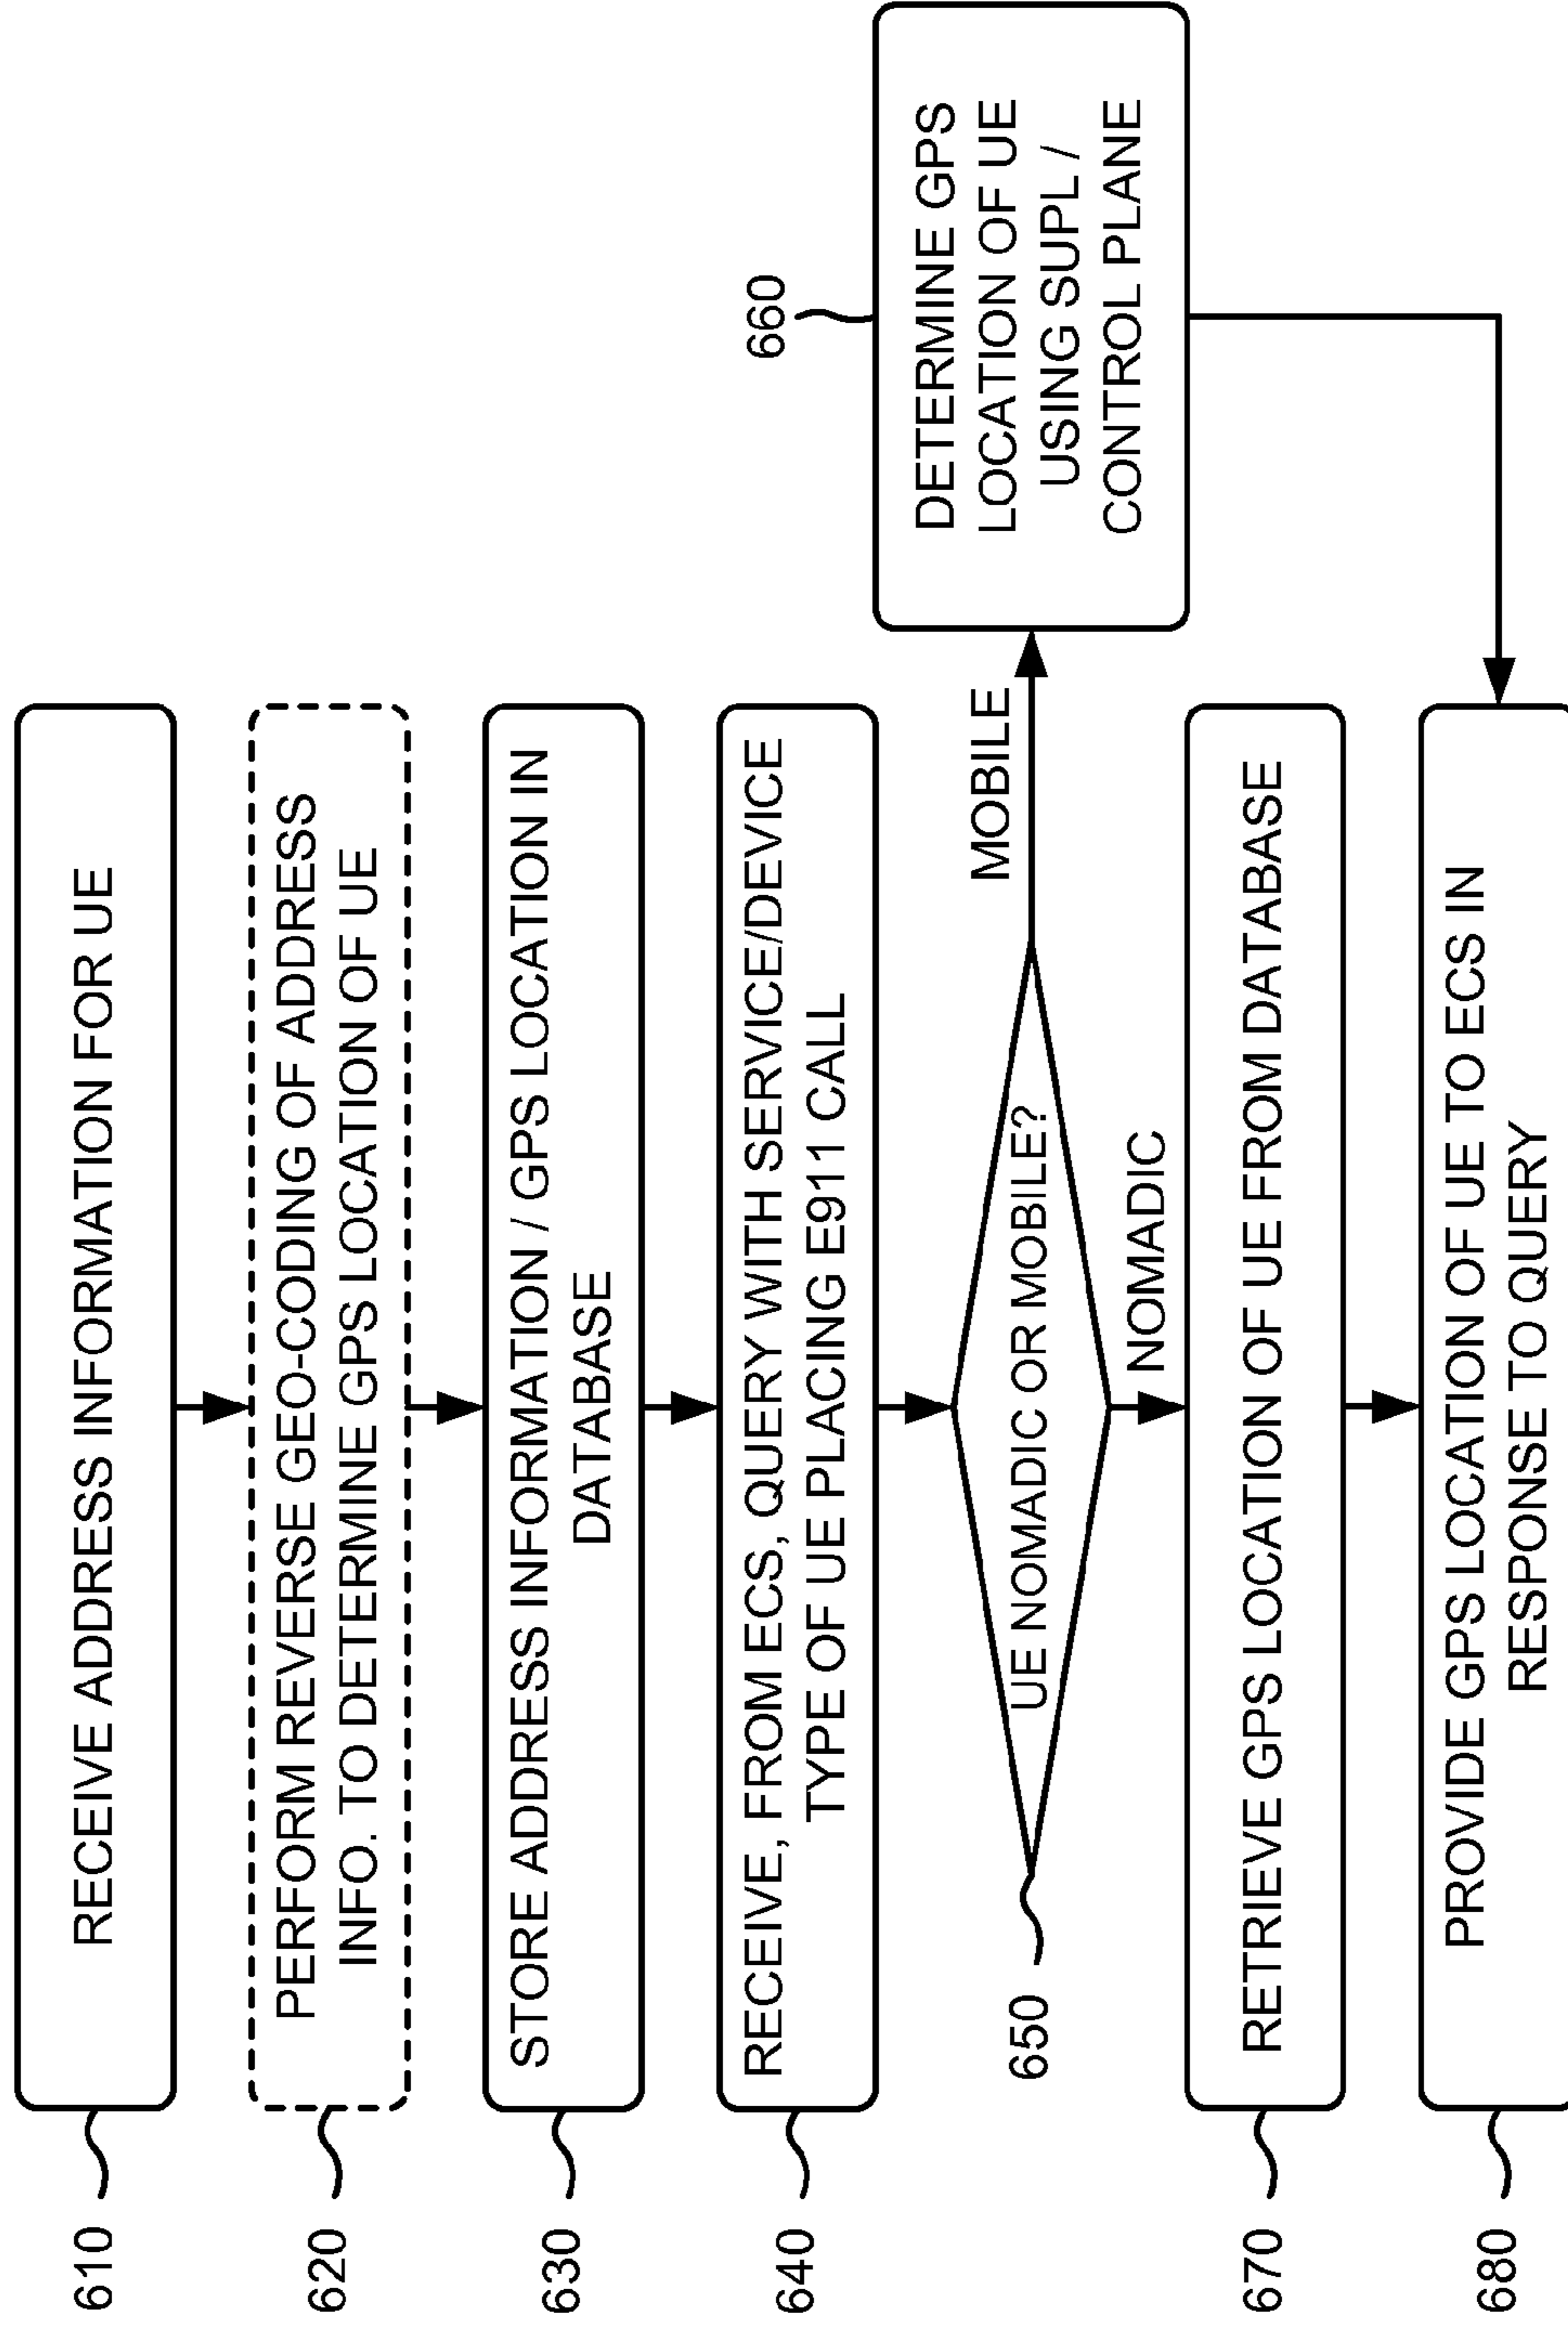 610
RECEIVE ADDRESS INFORMATION FOR UE
620
PERFORM REVERSE GEO-CODING OF ADDRESS
INFO. TO DETERMINE GPS LOCATION OF UE
630
STORE ADDRESS INFORMATION / GPS LOCATION IN
DATABASE
640
RECEIVE, FROM ECS, QUERY WITH SERVICE/DEVICE
TYPE OF UE PLACING E911 CALL
650
UE NOMADIC OR MOBILE?
MOBILE
660
DETERMINE GPS
LOCATION OF UE
USING SUPL /
CONTROL PLANE
NOMADIC
670
RETRIEVE GPS LOCATION OF UE FROM DATABASE
680
PROVIDE GPS LOCATION OF UE TO ECS IN
RESPONSE TO QUERY